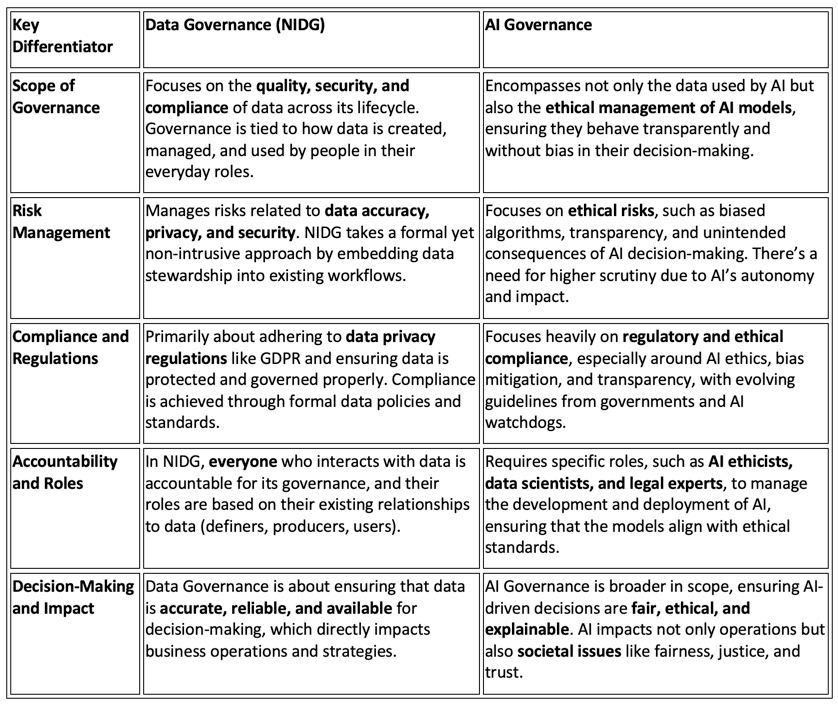 Key
Differentiator
Data Governance (NIDG)
AI Governance
Scope of
Governance
Focuses on the quality, security, and
compliance of data across its lifecycle.
Governance is tied to how data is created,
managed, and used by people in their
everyday roles.
Encompasses not only the data used by AI but
also the ethical management of AI models,
ensuring they behave transparently and
without bias in their decision-making.
Risk
Management
Manages risks related to data accuracy,
privacy, and security. NIDG takes a formal yet
non-intrusive approach by embedding data
stewardship into existing workflows.
Focuses on ethical risks, such as biased
algorithms, transparency, and unintended
consequences of AI decision-making. There’s a
need for higher scrutiny due to AI’s autonomy
and impact.
Compliance and
Regulations
Primarily about adhering to data privacy
regulations like GDPR and ensuring data is
protected and governed properly. Compliance
is achieved through formal data policies and
standards.
Focuses heavily on regulatory and ethical
compliance, especially around AI ethics, bias
mitigation, and transparency, with evolving
guidelines from governments and AI
watchdogs.
Accountability
and Roles
In NIDG, everyone who interacts with data is
accountable for its governance, and their
roles are based on their existing relationships
to data (definers, producers, users).
Requires specific roles, such as AI ethicists,
data scientists, and legal experts, to manage
the development and deployment of AI,
ensuring that the models align with ethical
standards.
Decision-Making
and Impact
Data Governance is about ensuring that data
is accurate, reliable, and available for
decision-making, which directly impacts
business operations and strategies.
AI Governance is broader in scope, ensuring AI-
driven decisions are fair, ethical, and
explainable. AI impacts not only operations but
also societal issues like fairness, justice, and
trust.